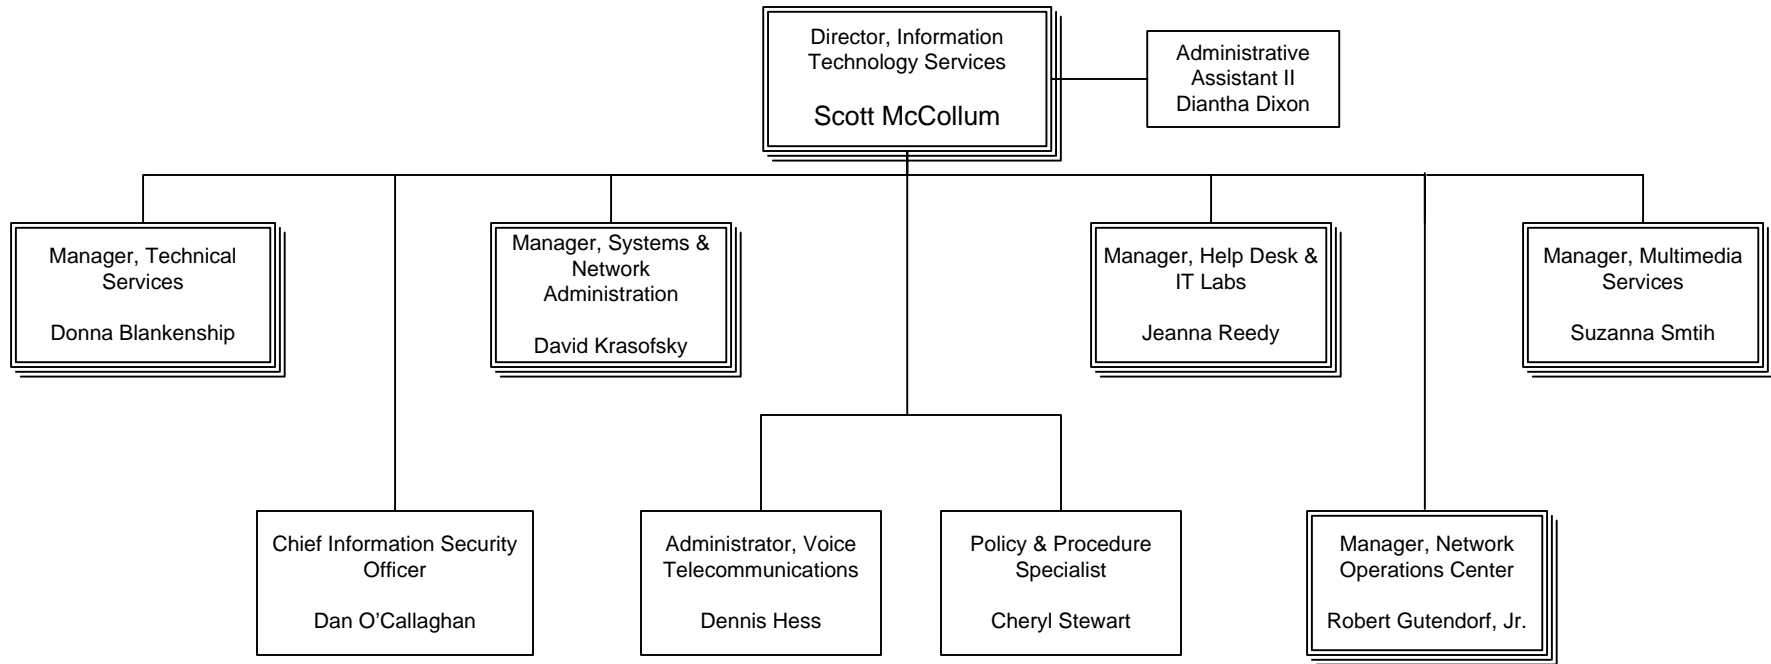 Director, Information
Technology Services
Scott McCollum
Administrative
Assistant II
Diantha Dixon
Manager, Technical
Services
Donna Blankenship
Manager, Systems &
Network
Administration
David Krasofsky
Manager, Help Desk &
IT Labs
Jeanna Reedy
Manager, Multimedia
Services
Suzanna Smtih
Chief Information Security
Officer
Dan O’Callaghan
Administrator, Voice
Telecommunications
Dennis Hess
Policy & Procedure
Specialist
Cheryl Stewart
Manager, Network
Operations Center
Robert Gutendorf, Jr.